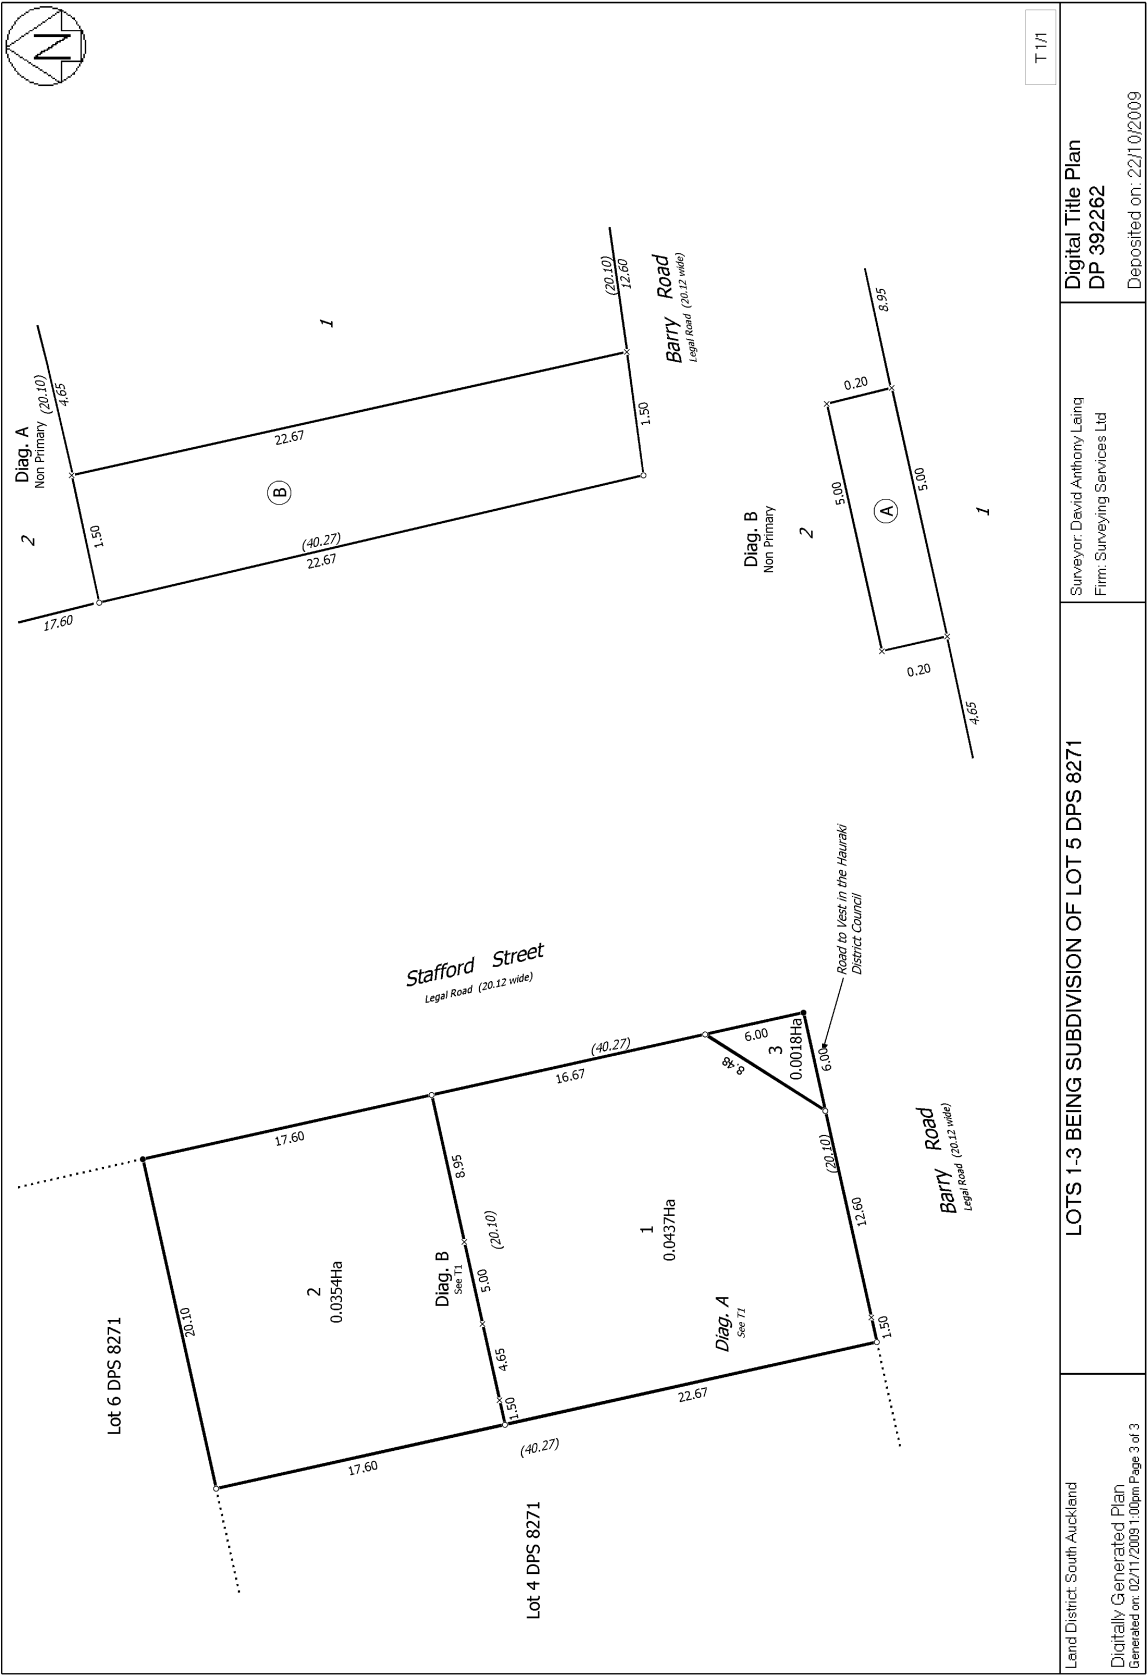 N
T 1/1
Diag. A
Non Primary
2
(20.10)
4.65
17.60
1.50
1
22.67
B
(40.27)
22.67
(20.10)
12.60
1.50
Barry Road
Legal Road (20.12 wide)
Diag. B
Non Primary
2
8.95
0.20
5.00
A
5.00
1
0.20
4.65
Stafford Street
Legal Road (20.12 wide)
Lot 6 DPS 8271
20.10
17.60
2
0.0354Ha
17.60
Diag. B
See T1
8.95
(20.10)
5.00
4.65
1.50
(40.27)
Lot 4 DPS 8271
(40.27)
16.67
1
0.0437Ha
Diag. A
See T1
22.67
6.00
8.48
3
0.0018Ha
6.00
Road to Vest in the Hauraki
District Council
(20.10)
12.60
1.50
Barry Road
Legal Road (20.12 wide)
Land District: South Auckland
Digitally Generated Plan
Generated on: 02/11/2009 1:00pm Page 3 of 3
LOTS 1-3 BEING SUBDIVISION OF LOT 5 DPS 8271
Surveyor: David Anthony Laing
Firm: Surveying Services Ltd
Digital Title Plan
DP 392262
Deposited on: 22/10/2009